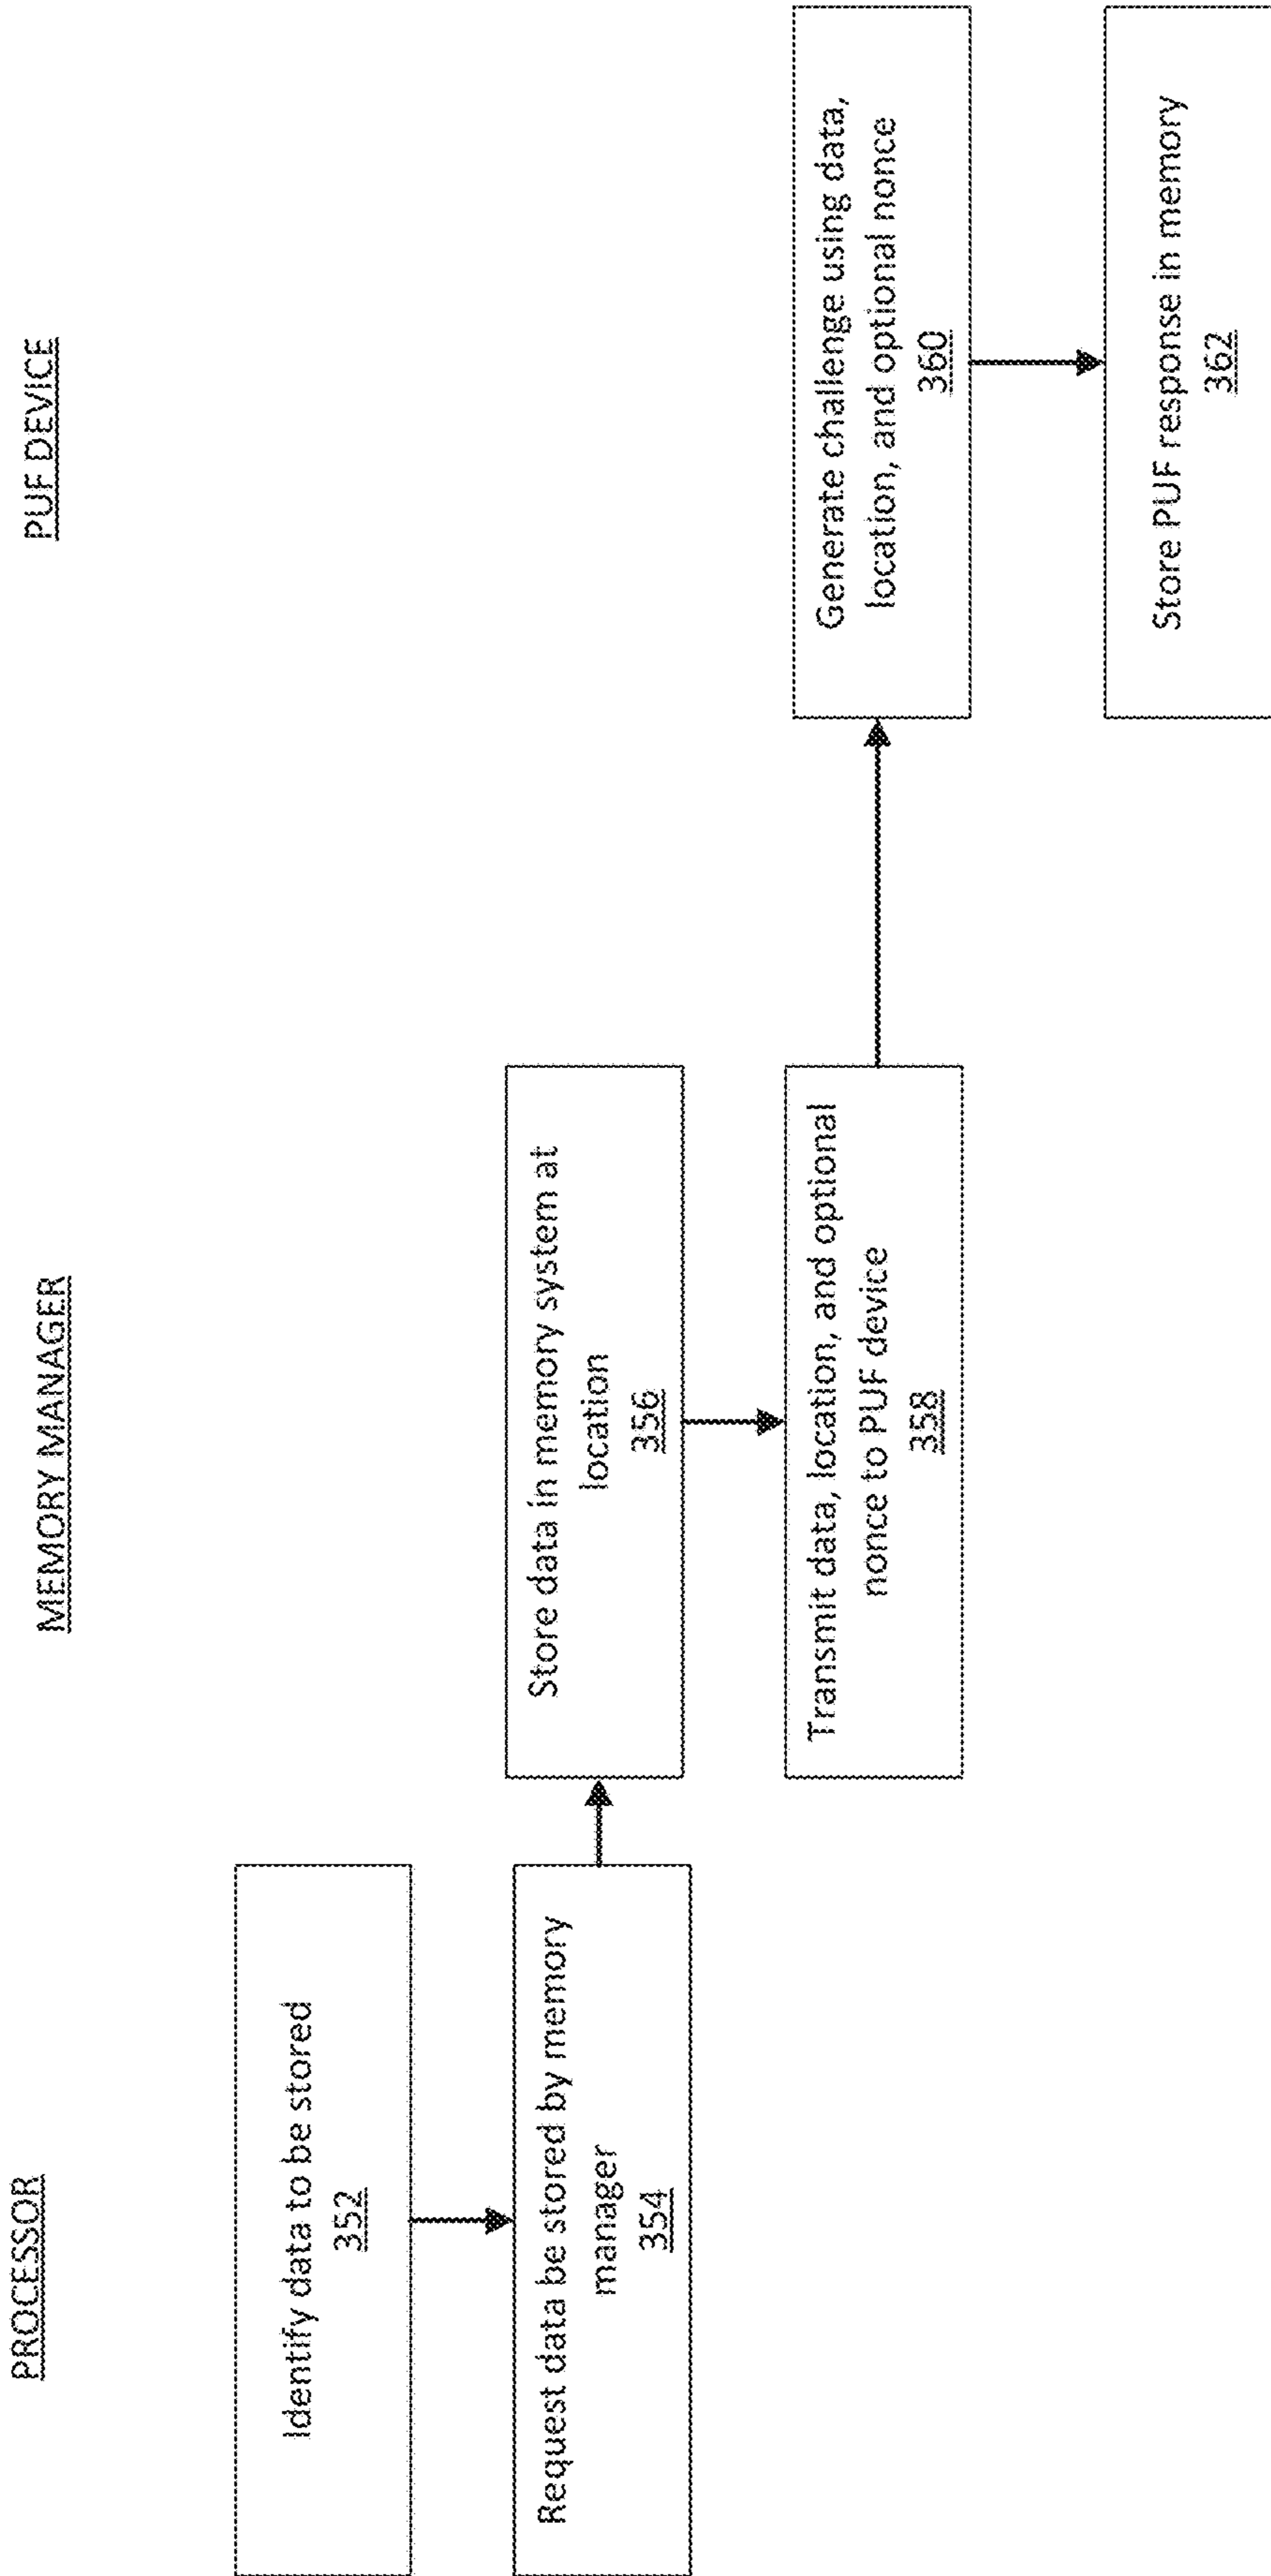 PROCESSOR
MEMORY MANAGER
PUF DEVICE
Identify data to be stored
352
Request data be stored by memory
manager
354
Store data in memory system at
location
356
Transmit data, location, and optional
nonce to PUF device
358
Generate challenge using data,
location, and optional nonce
360
Store PUF response in memory
362